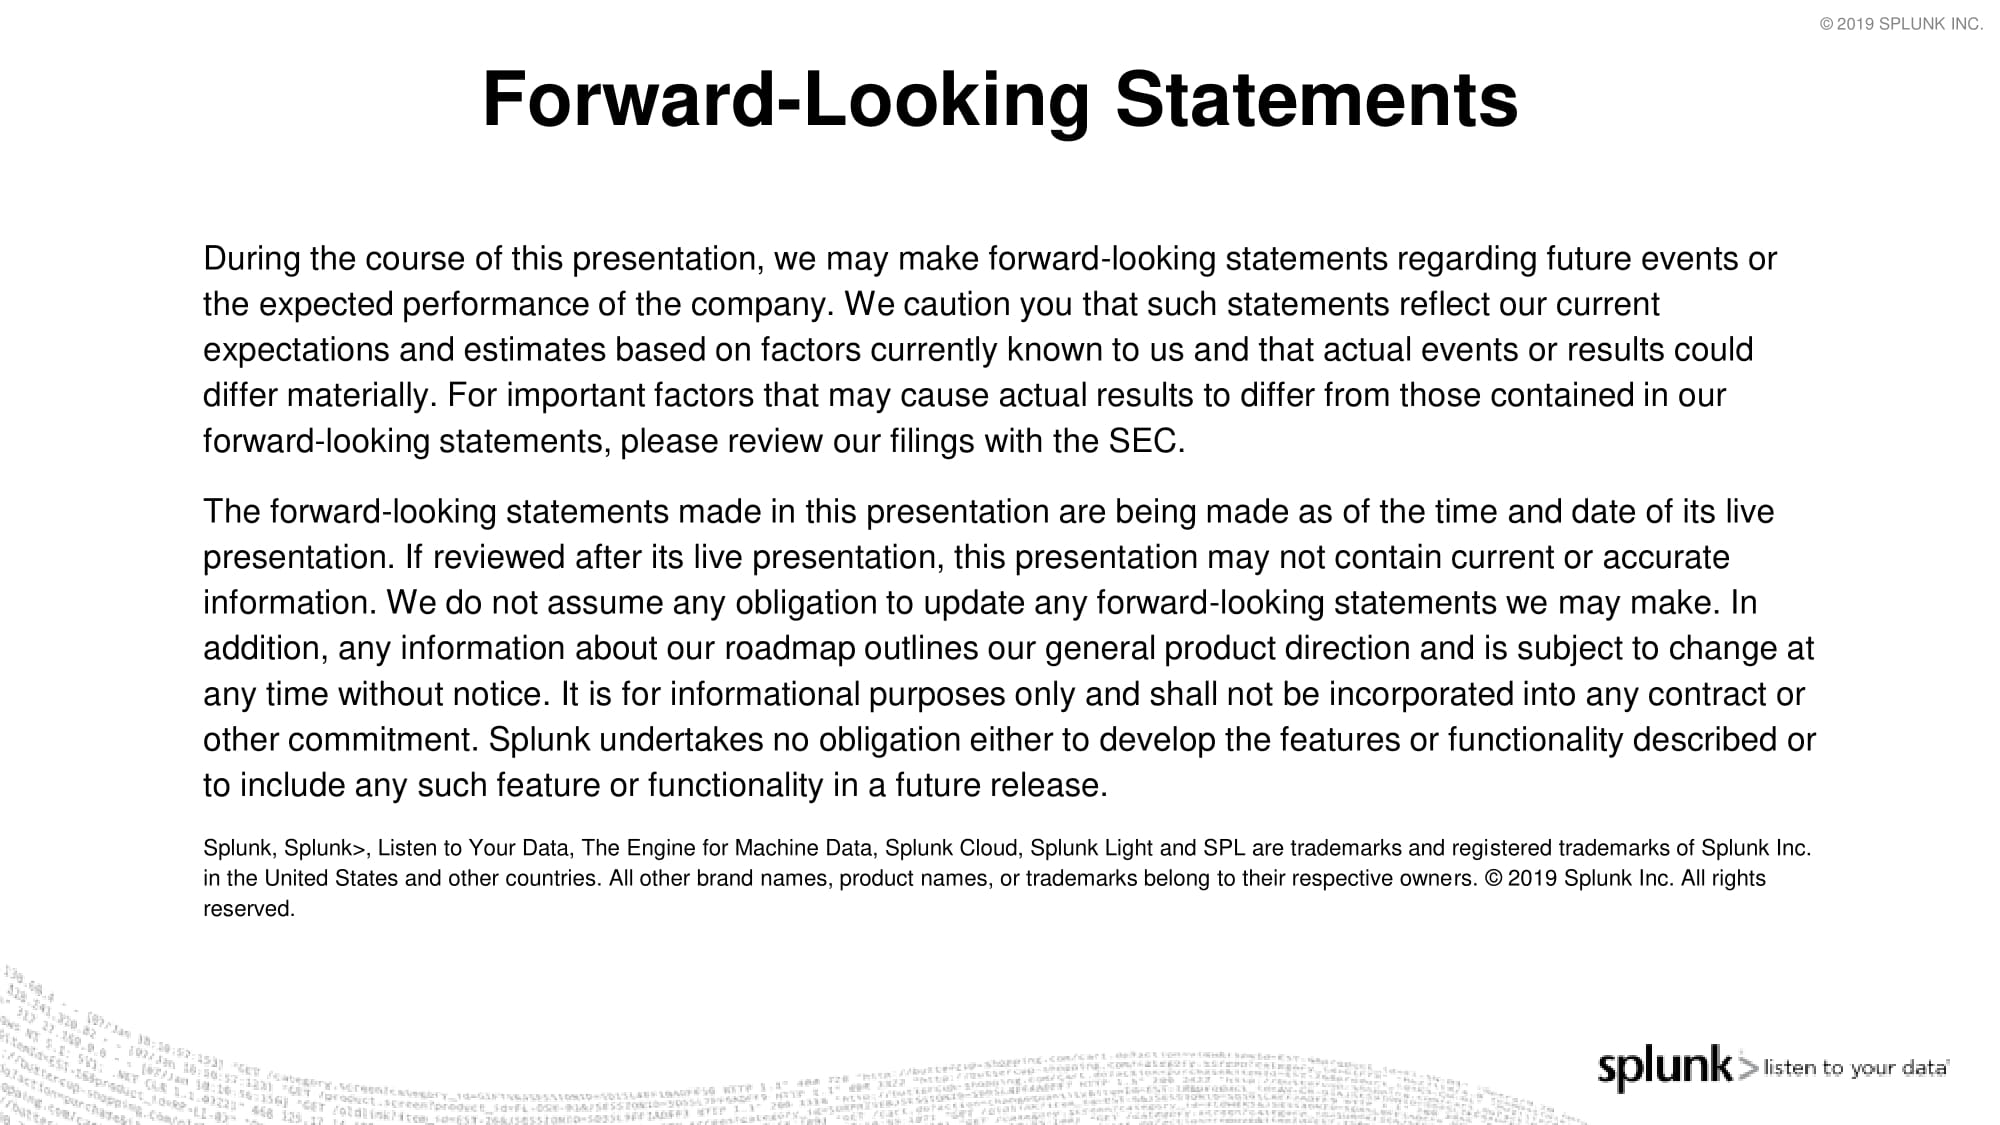 © 2019 SPLUNK INC.
Forward-Looking Statements
During the course of this presentation, we may make forward-looking statements regarding future events or
the expected performance of the company. We caution you that such statements reflect our current
expectations and estimates based on factors currently known to us and that actual events or results could
differ materially. For important factors that may cause actual results to differ from those contained in our
forward-looking statements, please review our filings with the SEC.
The forward-looking statements made in this presentation are being made as of the time and date of its live
presentation. If reviewed after its live presentation, this presentation may not contain current or accurate
information. We do not assume any obligation to update any forward-looking statements we may make. In
addition, any information about our roadmap outlines our general product direction and is subject to change at
any time without notice. It is for informational purposes only and shall not be incorporated into any contract or
other commitment. Splunk undertakes no obligation either to develop the features or functionality described or
to include any such feature or functionality in a future release.
Splunk, Splunk>, Listen to Your Data, The Engine for Machine Data, Splunk Cloud, Splunk Light and SPL are trademarks and registered trademarks of Splunk Inc.
in the United States and other countries. All other brand names, product names, or trademarks belong to their respective owners. © 2019 Splunk Inc. All rights
reserved.
splunk> listen to your data